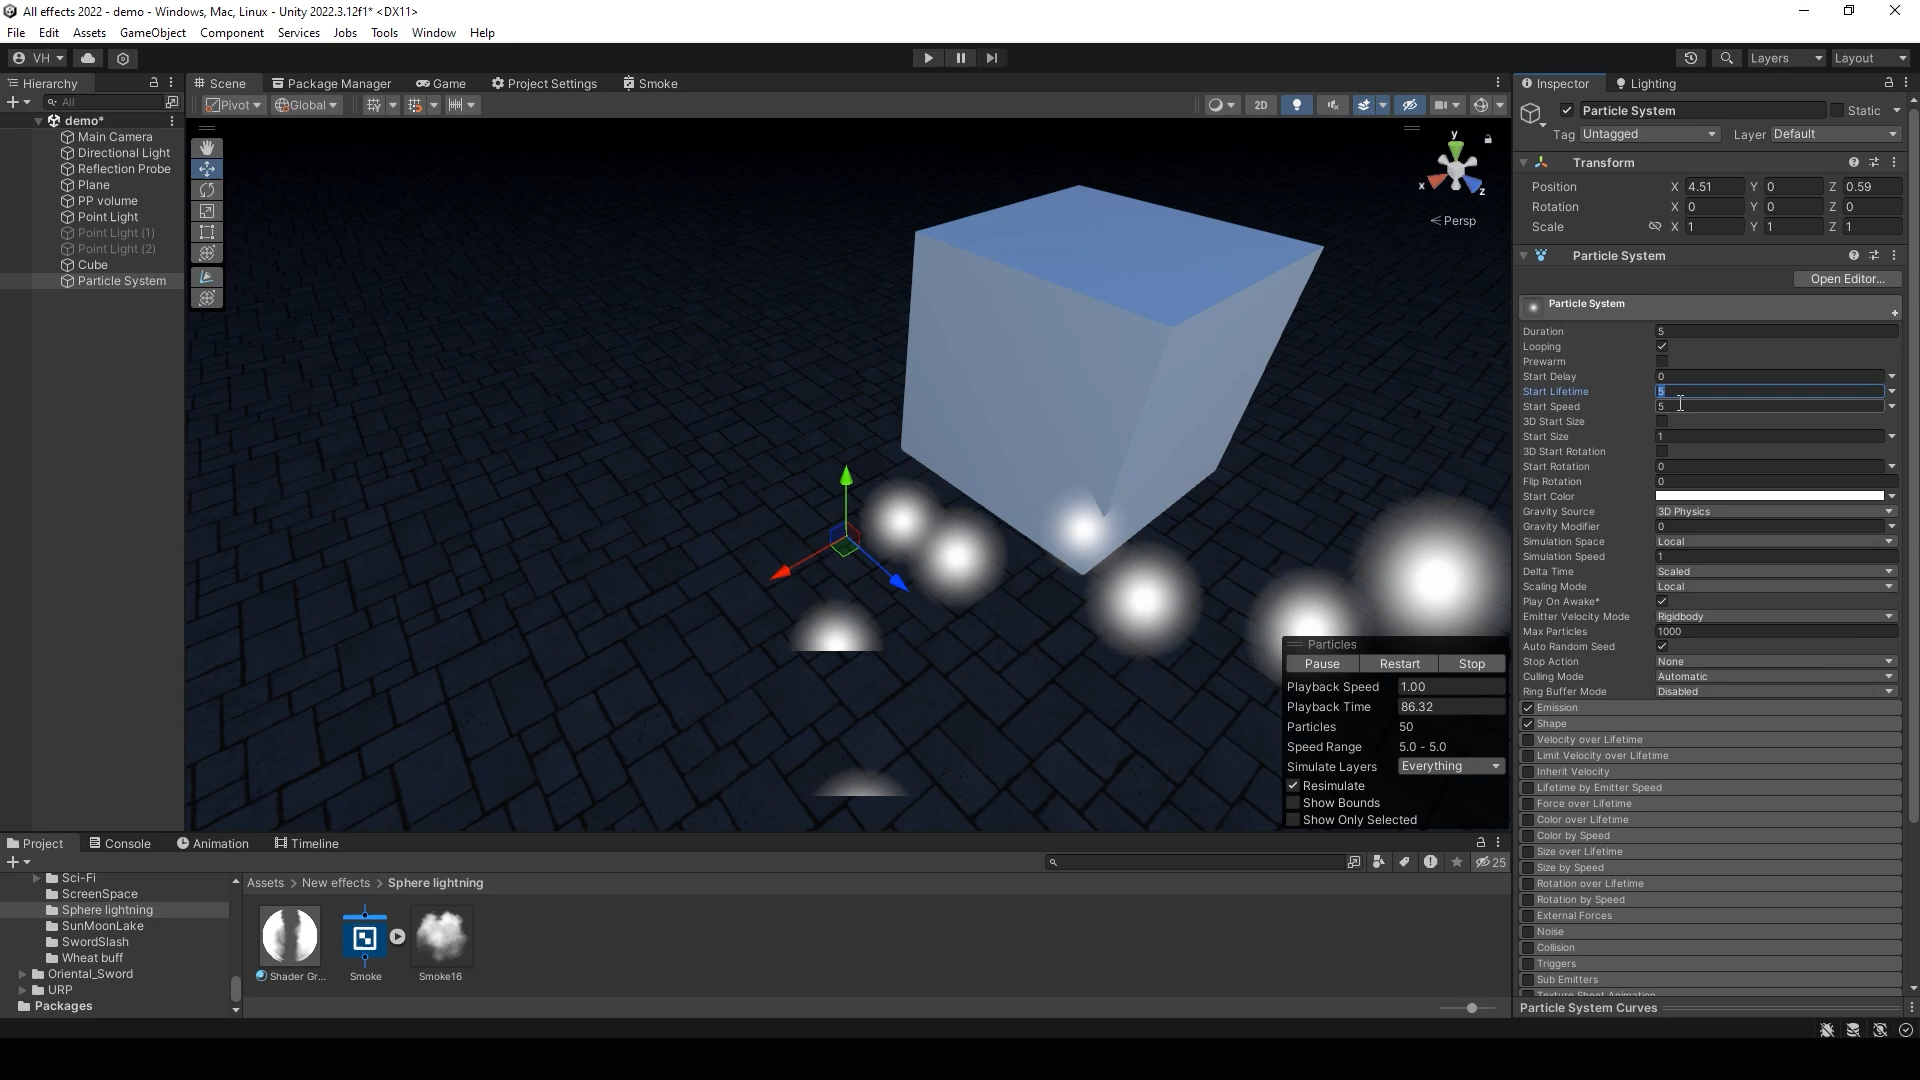 All effects 2022 - demo - Windows, Mac, Linux - Unity 2022.3.12f1* <DX11>
File Edit Assets GameObject Component Services Jobs Tools Window Help
VH Layers Layout
Hierarchy Scene Package Manager Game Project Settings Smoke Inspector Lighting
All Pivot Global 2D
demo*
Main Camera
Directional Light
Reflection Probe
Plane
PP volume
Point Light
Point Light (1)
Point Light (2)
Cube
Particle System
y
x z
< Persp
Particles
Pause Restart Stop
Playback Speed 1.00
Playback Time 86.32
Particles 50
Speed Range 5.0 - 5.0
Simulate Layers Everything
Resimulate
Show Bounds
Show Only Selected
Particle System Static
Tag Untagged Layer Default
Transform
Position X 4.51 Y 0 Z 0.59
Rotation X 0 Y 0 Z 0
Scale X 1 Y 1 Z 1
Particle System
Open Editor...
Particle System
Duration 5
Looping
Prewarm
Start Delay 0
Start Lifetime 5
Start Speed 5
3D Start Size
Start Size 1
3D Start Rotation
Start Rotation 0
Flip Rotation 0
Start Color
Gravity Source 3D Physics
Gravity Modifier 0
Simulation Space Local
Simulation Speed 1
Delta Time Scaled
Scaling Mode Local
Play On Awake*
Emitter Velocity Mode Rigidbody
Max Particles 1000
Auto Random Seed
Stop Action None
Culling Mode Automatic
Ring Buffer Mode Disabled
Emission
Shape
Velocity over Lifetime
Limit Velocity over Lifetime
Inherit Velocity
Lifetime by Emitter Speed
Force over Lifetime
Color over Lifetime
Color by Speed
Size over Lifetime
Size by Speed
Rotation over Lifetime
Rotation by Speed
External Forces
Noise
Collision
Triggers
Sub Emitters
Texture Sheet Animation
Particle System Curves
Project Console Animation Timeline
25
Sci-Fi
ScreenSpace
Sphere lightning
SunMoonLake
SwordSlash
Wheat buff
Oriental_Sword
URP
Packages
Assets > New effects > Sphere lightning
Shader Gr... Smoke Smoke16